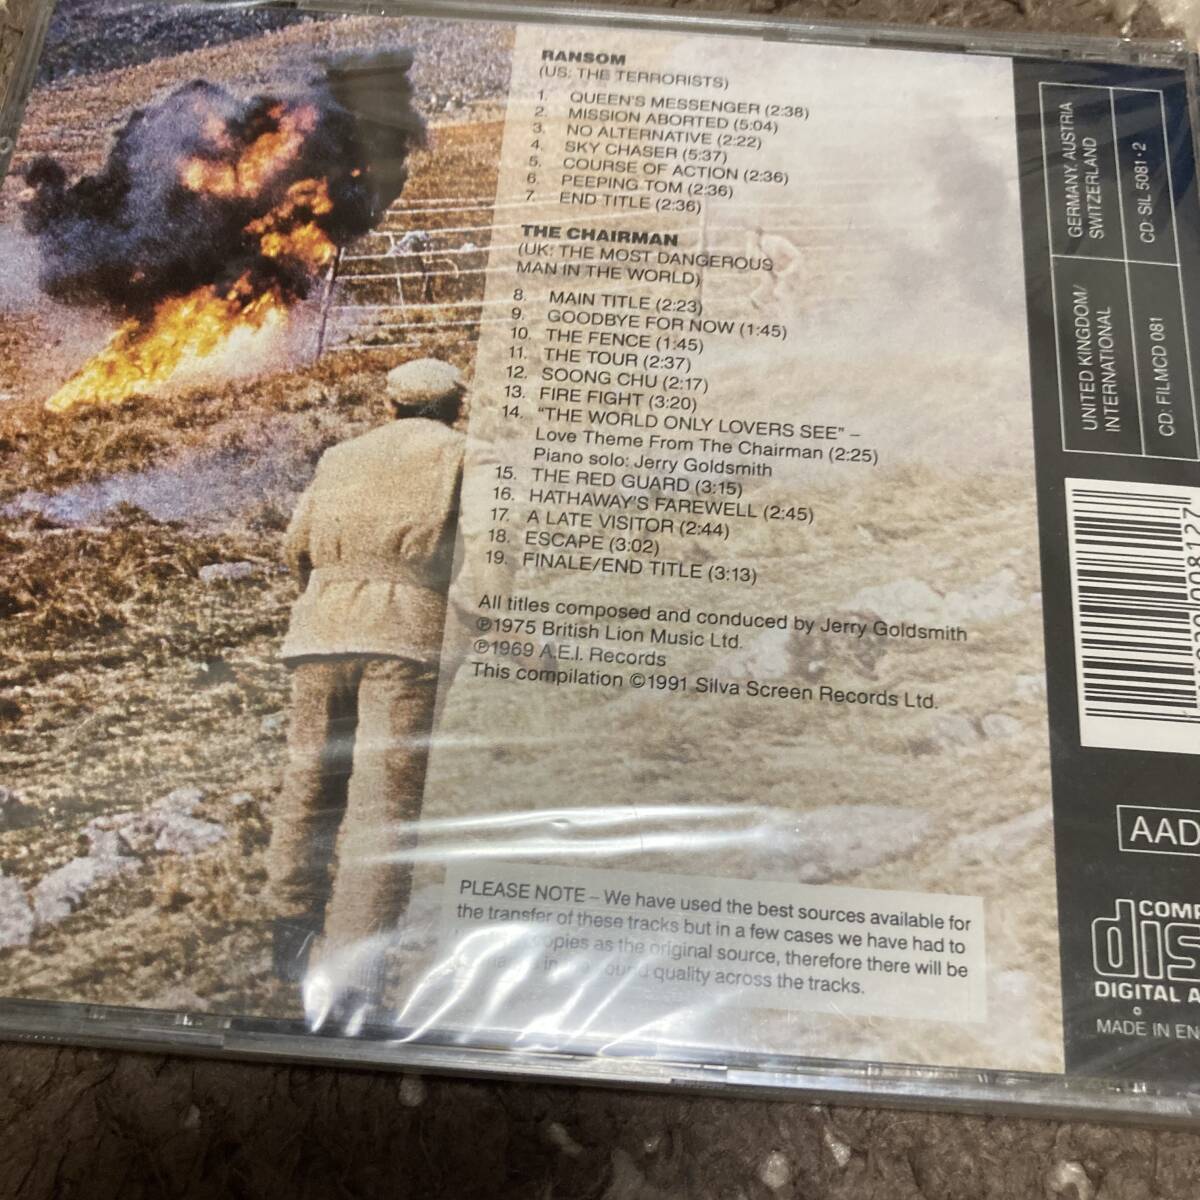 RANSOM
(US: THE TERRORISTS)
1. QUEEN'S MESSENGER (2:38)
2. MISSION ABORTED (5:04)
3. NO ALTERNATIVE (2:22)
4. SKY CHASER (5:37)
5. COURSE OF ACTION (2:36)
6. PEEPING TOM (2:36)
7. END TITLE (2:36)
THE CHAIRMAN
(UK: THE MOST DANGEROUS
MAN IN THE WORLD)
8. MAIN TITLE (2:23)
9. GOODBYE FOR NOW (1:45)
10. THE FENCE (1:45)
11. THE TOUR (2:37)
12. SOONG CHU (2:17)
13. FIRE FIGHT (3:20)
14. "THE WORLD ONLY LOVERS SEE" –
Love Theme From The Chairman (2:25)
Piano solo: Jerry Goldsmith
15. THE RED GUARD (3:15)
16. HATHAWAY'S FAREWELL (2:45)
17. A LATE VISITOR (2:44)
18. ESCAPE (3:02)
19. FINALE/END TITLE (3:13)
All titles composed and conduced by Jerry Goldsmith
℗1975 British Lion Music Ltd.
℗1969 A.E.I. Records
This compilation ©1991 Silva Screen Records Ltd.
PLEASE NOTE – We have used the best sources available for
the transfer of these tracks but in a few cases we have had to
opies as the original source, therefore there will be
in quality across the tracks.
GERMANY, AUSTRIA
SWITZERLAND
CD: SIL 5081•2
UNITED KINGDOM/
INTERNATIONAL
CD: FILMCD 081
AAD
COMP
dis
DIGITAL A
MADE IN EN